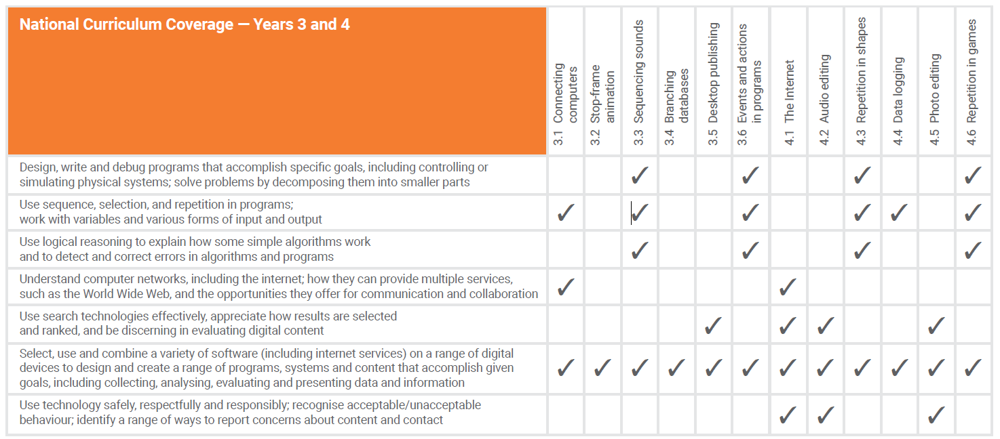 National Curriculum Coverage — Years 3 and 4
3.1 Connecting
computers
3.2 Stop-frame
animation
3.3 Sequencing sounds
3.4 Branching
databases
3.5 Desktop publishing
3.6 Events and actions
in programs
4.1 The Internet
4.2 Audio editing
4.3 Repetition in shapes
4.4 Data logging
4.5 Photo editing
4.6 Repetition in games
Design, write and debug programs that accomplish specific goals, including controlling or
simulating physical systems; solve problems by decomposing them into smaller parts
✓ ✓ ✓ ✓
Use sequence, selection, and repetition in programs;
work with variables and various forms of input and output
✓ ✓ ✓ ✓ ✓ ✓
Use logical reasoning to explain how some simple algorithms work
and to detect and correct errors in algorithms and programs
✓ ✓ ✓ ✓
Understand computer networks, including the internet; how they can provide multiple services,
such as the World Wide Web, and the opportunities they offer for communication and collaboration
✓ ✓
Use search technologies effectively, appreciate how results are selected
and ranked, and be discerning in evaluating digital content
✓ ✓ ✓ ✓
Select, use and combine a variety of software (including internet services) on a range of digital
devices to design and create a range of programs, systems and content that accomplish given
goals, including collecting, analysing, evaluating and presenting data and information
✓ ✓ ✓ ✓ ✓ ✓ ✓ ✓ ✓ ✓ ✓ ✓
Use technology safely, respectfully and responsibly; recognise acceptable/unacceptable
behaviour; identify a range of ways to report concerns about content and contact
✓ ✓ ✓